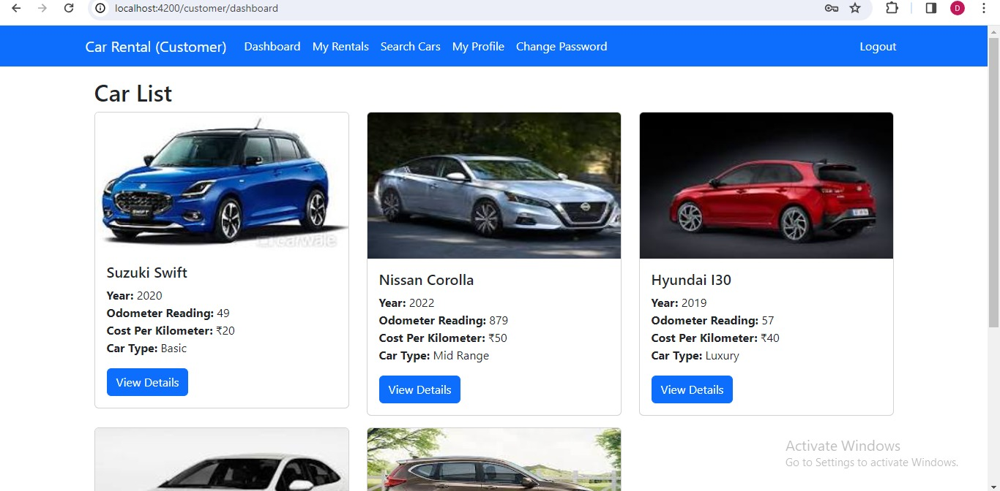 localhost:4200/customer/dashboard
D
Car Rental (Customer) Dashboard My Rentals Search Cars My Profile Change Password Logout
Car List
SWIFT
carwale
Suzuki Swift
Year: 2020
Odometer Reading: 49
Cost Per Kilometer: ₹20
Car Type: Basic
View Details
Nissan Corolla
Year: 2022
Odometer Reading: 879
Cost Per Kilometer: ₹50
Car Type: Mid Range
View Details
Hyundai I30
Year: 2019
Odometer Reading: 57
Cost Per Kilometer: ₹40
Car Type: Luxury
View Details
Activate Windows
Go to Settings to activate Windows.